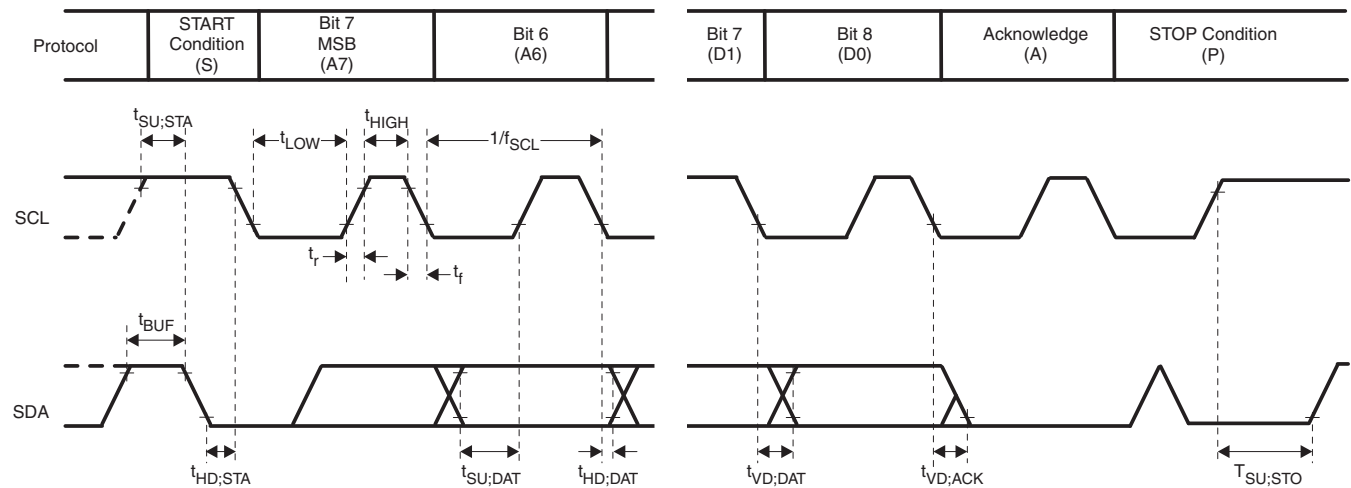 Protocol
START
Condition
(S)
Bit 7
MSB
(A7)
Bit 6
(A6)
Bit 7
(D1)
Bit 8
(D0)
Acknowledge
(A)
STOP Condition
(P)
tSU;STA
tLOW
tHIGH
1/fSCL
SCL
tr
tf
tBUF
SDA
tHD;STA
tSU;DAT
tHD;DAT
tVD;DAT
tVD;ACK
TSU;STO